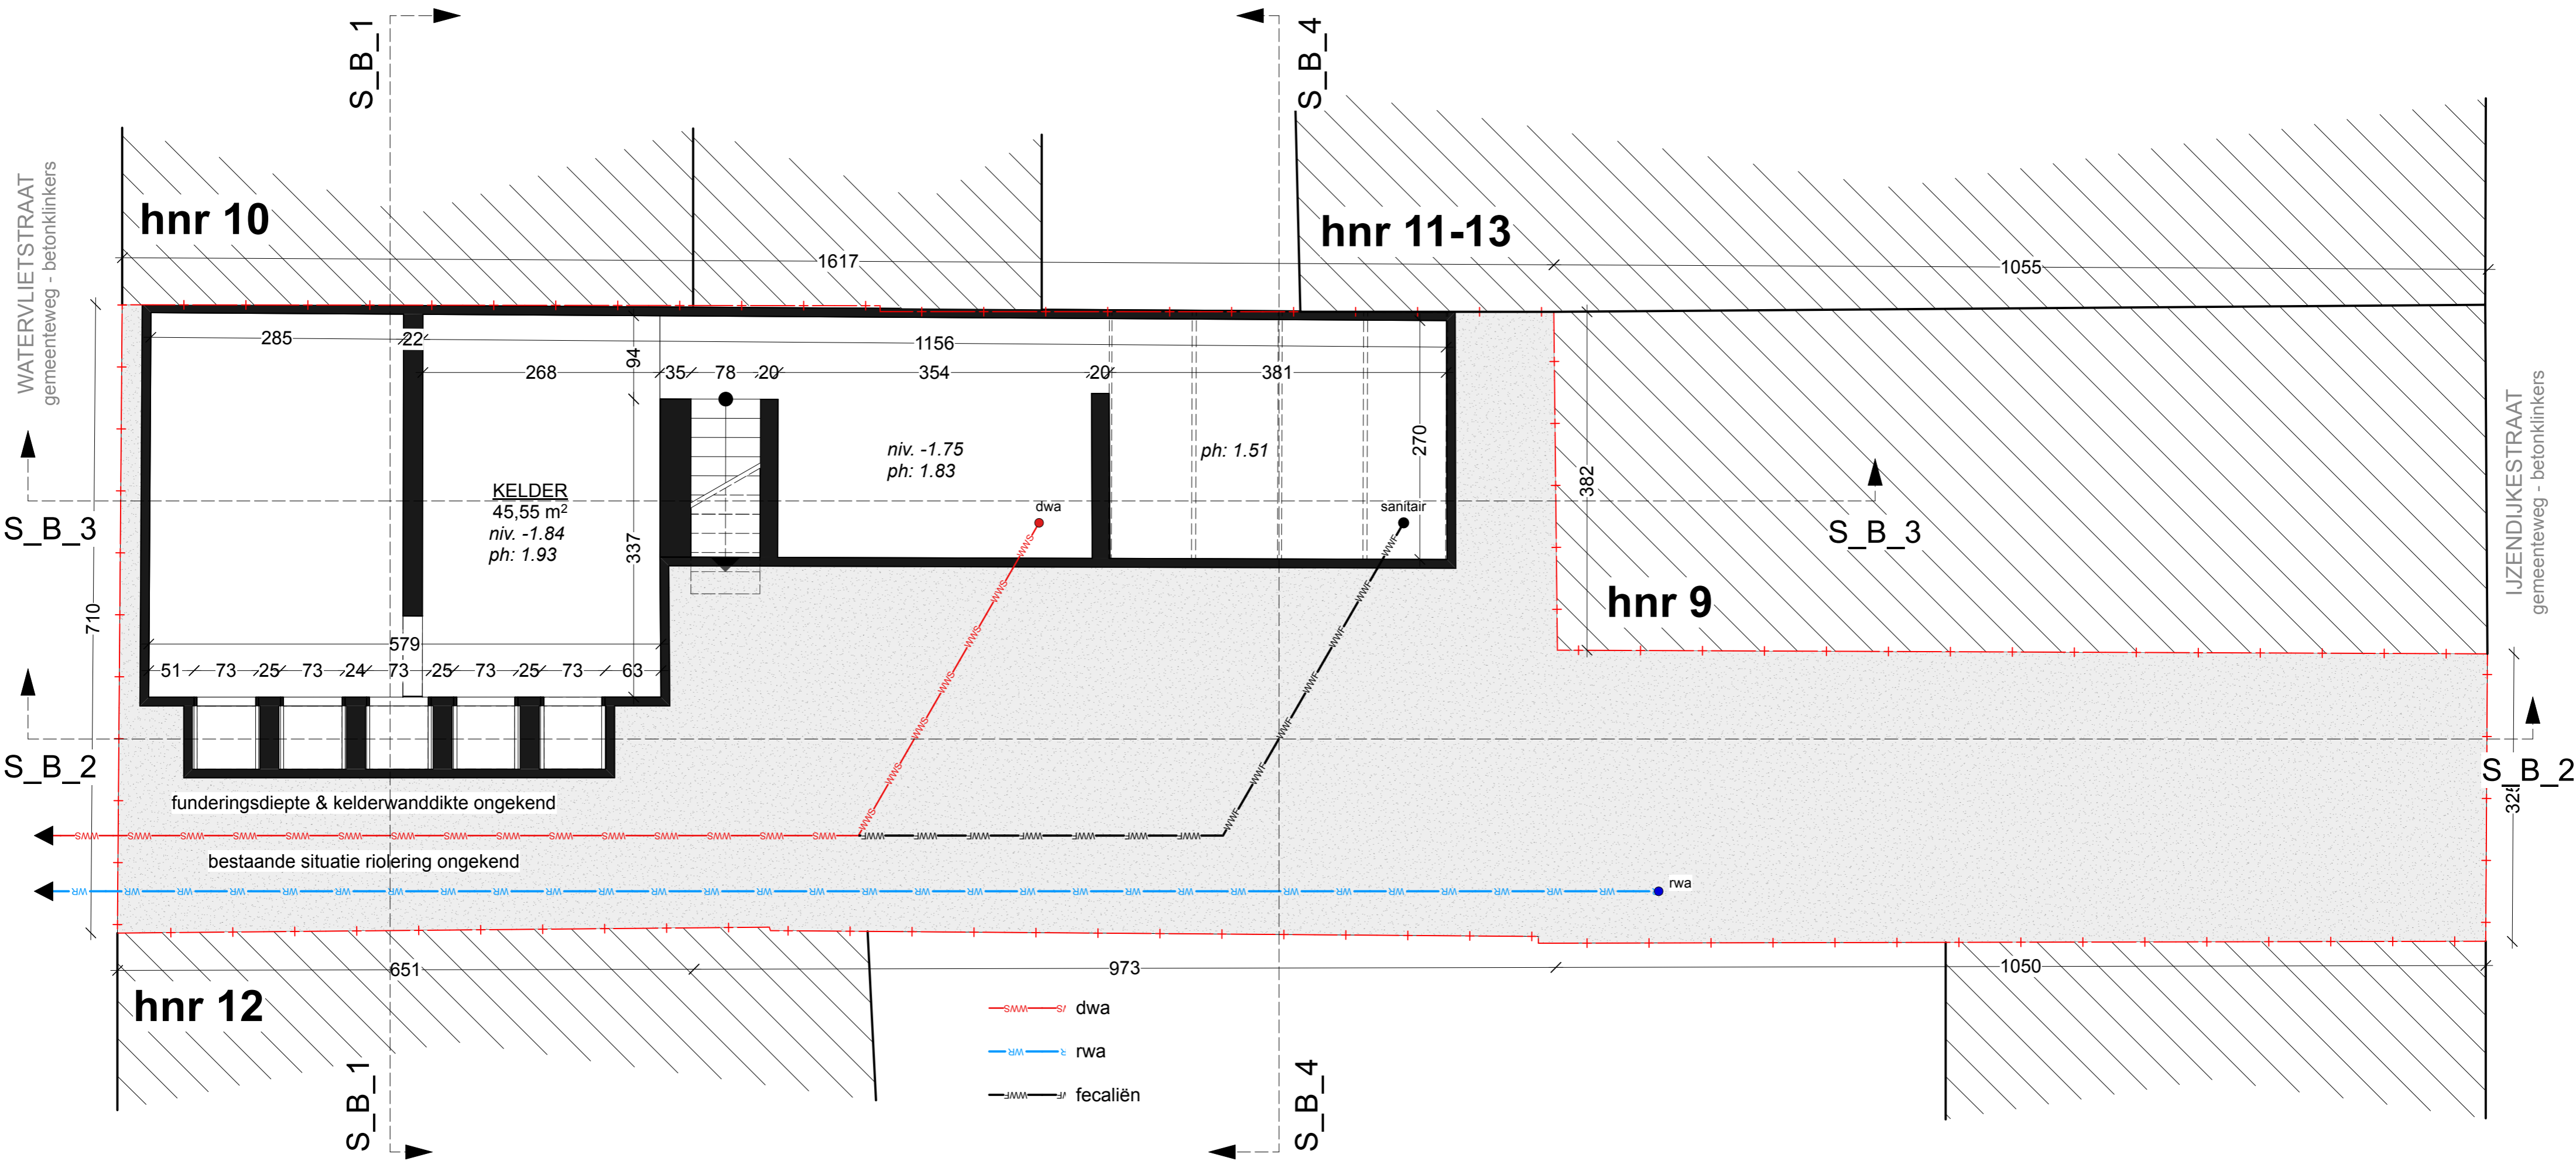 S_B_1
S_B_4
WATERVLIETSTRAAT
gemeenteweg - betonklinkers
hnr 10
hnr 11-13
1617
1055
285
22
1156
94
268
35
78
20
354
20
381
niv. -1.75
ph: 1.83
ph: 1.51
270
382
IJZENDIJKESTRAAT
gemeenteweg - betonklinkers
KELDER
45,55 m²
niv. -1.84
ph: 1.93
dwa
sanitair
S_B_3
S_B_3
337
hnr 9
710
579
51
73
25
73
24
73
25
73
25
73
63
S_B_2
S_B_2
325
funderingsdiepte & kelderwanddikte ongekend
WWS
WWF
bestaande situatie riolering ongekend
WR
rwa
651
973
1050
hnr 12
dwa
rwa
fecaliën
S_B_1
S_B_4